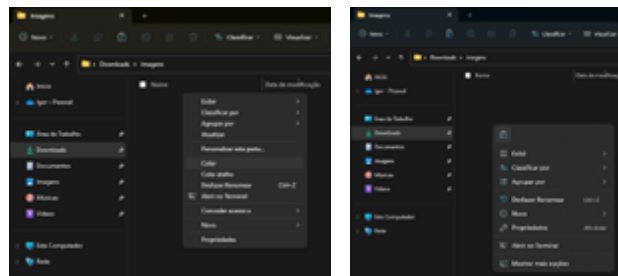 Imagens
Novo
Classificar
Visualizar
Downloads > Imagens
Início
Igor - Pessoal
Área de Trabalho
Downloads
Documentos
Imagens
Músicas
Vídeos
Este Computador
Rede
Nome
Data de modificação
Exibir
Classificar por
Agrupar por
Atualizar
Personalizar esta pasta...
Colar
Colar atalho
Desfazer Renomear Ctrl+Z
Abrir no Terminal
Conceder acesso a
Novo
Propriedades
Imagens
Novo
Classificar
Visualizar
Downloads > Imagens
Início
Igor - Pessoal
Área de Trabalho
Downloads
Documentos
Imagens
Músicas
Vídeos
Este Computador
Rede
Nome
Data de modificação
Exibir
Classificar por
Agrupar por
Desfazer Renomear Ctrl+Z
Novo
Propriedades Alt+Enter
Abrir no Terminal
Mostrar mais opções